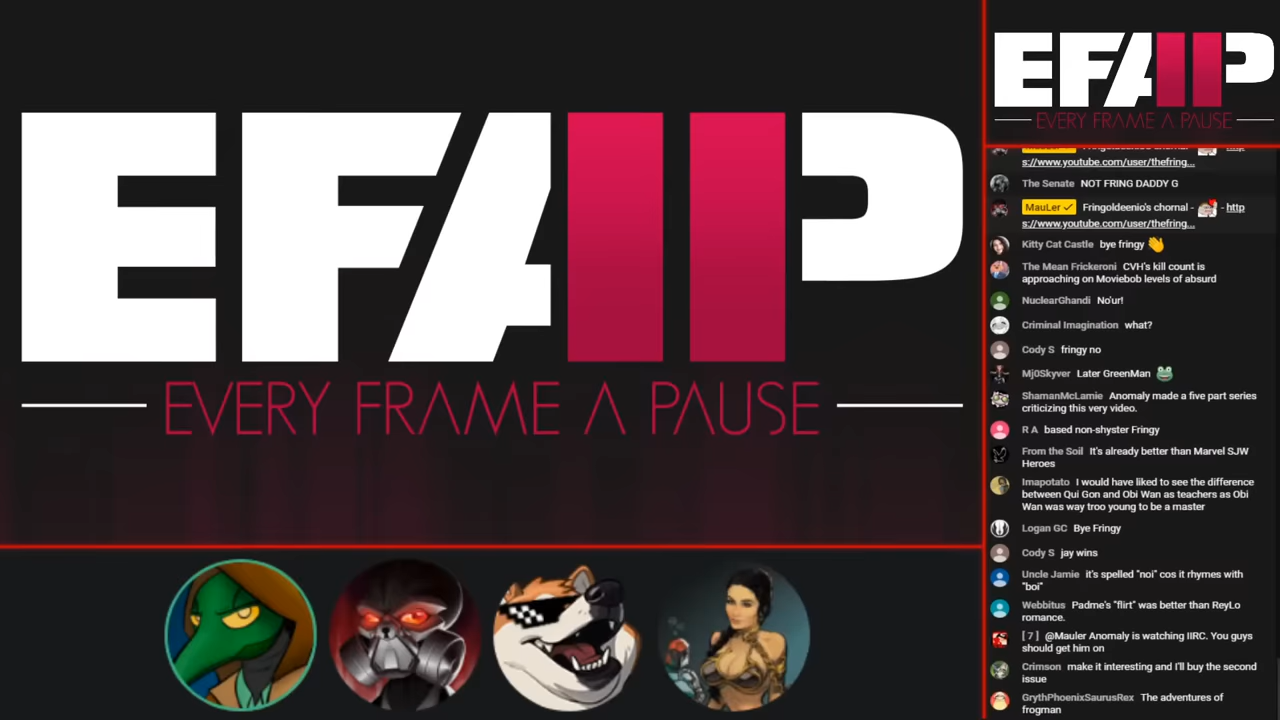 EFAP
EVERY FRAME A PAUSE
EFAP
EVERY FRAME A PAUSE
s://www.youtube.com/user/thefring...
The Senate NOT FRING DADDY G
MauLer ✓ Fringoldeenio's chornal - - http
s://www.youtube.com/user/thefring...
Kitty Cat Castle bye fringy 👋
The Mean Frickeroni CVH's kill count is
approaching on Moviebob levels of absurd
NuclearGhandi No'ur!
Criminal Imagination what?
Cody S fringy no
Mj0Skyver Later GreenMan 🐸
ShamanMcLamie Anomaly made a five part series
criticizing this very video.
R A based non-shyster Fringy
From the Soil It's already better than Marvel SJW
Heroes
Imapotato I would have liked to see the difference
between Qui Gon and Obi Wan as teachers as Obi
Wan was way troo young to be a master
Logan GC Bye Fringy
Cody S jay wins
Uncle Jamie it's spelled "noi" cos it rhymes with
"boi"
Webbitus Padme's "flirt" was better than ReyLo
romance.
[ 7 ] @Mauler Anomaly is watching IIRC. You guys
should get him on
Crimson make it interesting and I'll buy the second
issue
GrythPhoenixSaurusRex The adventures of
frogman